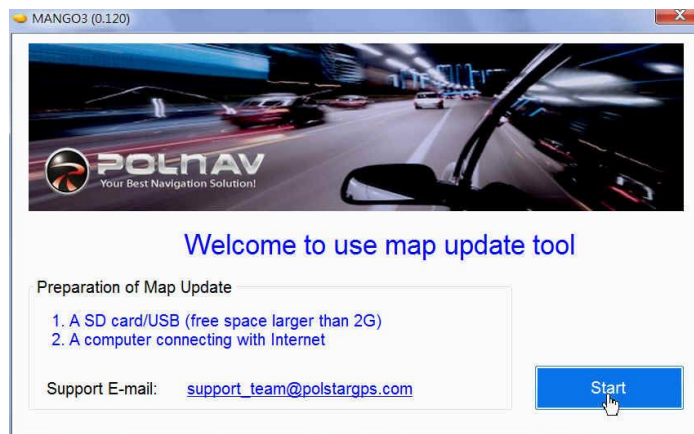 MANGO3 (0.120)
POLNAV
Your Best Navigation Solution!
Welcome to use map update tool
Preparation of Map Update
1. A SD card/USB (free space larger than 2G)
2. A computer connecting with Internet
Support E-mail: support_team@polstargps.com
Start